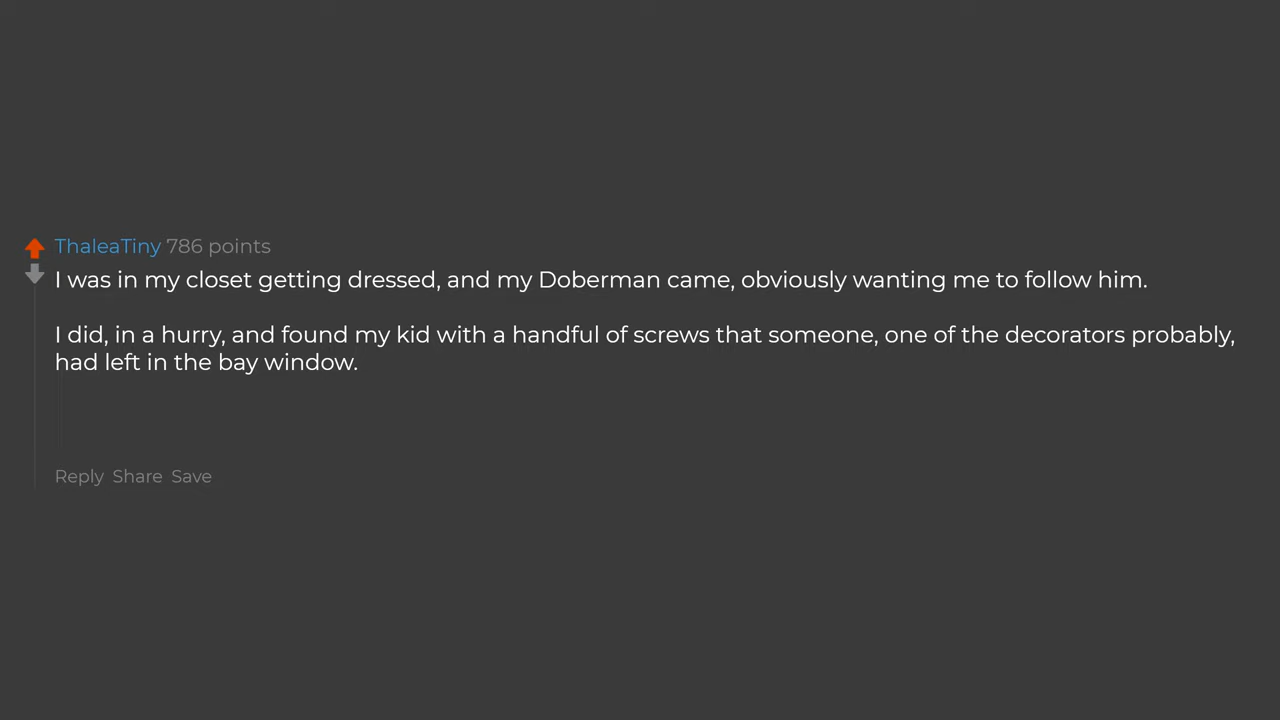 ThaleaTiny 786 points
I was in my closet getting dressed, and my Doberman came, obviously wanting me to follow him.
I did, in a hurry, and found my kid with a handful of screws that someone, one of the decorators probably,
had left in the bay window.
Reply Share Save